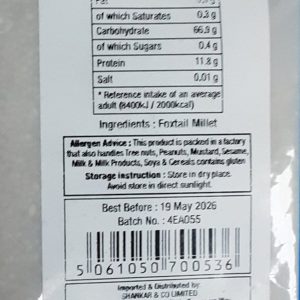 Fat
of which Saturates 0.3 g
Carbohydrate 66.9 g
of which Sugars 0.4 g
Protein 11.8 g
Salt 0.01 g
* Reference intake of an average
adult (8400kJ / 2000kcal)
Ingredients : Foxtail Millet
Allergen Advice : This product is packed in a factory
that also handles Tree nuts, Peanuts, Mustard, Sesame,
Milk & Milk Products, Soya & Cereals contains gluten
Storage instruction : Store in dry place.
Avoid store in direct sunlight.
Best Before : 19 May 2026
Batch No. : 4EA055
5 061050 700536
Imported & Distributed by
SHANKAR & CO LIMITED